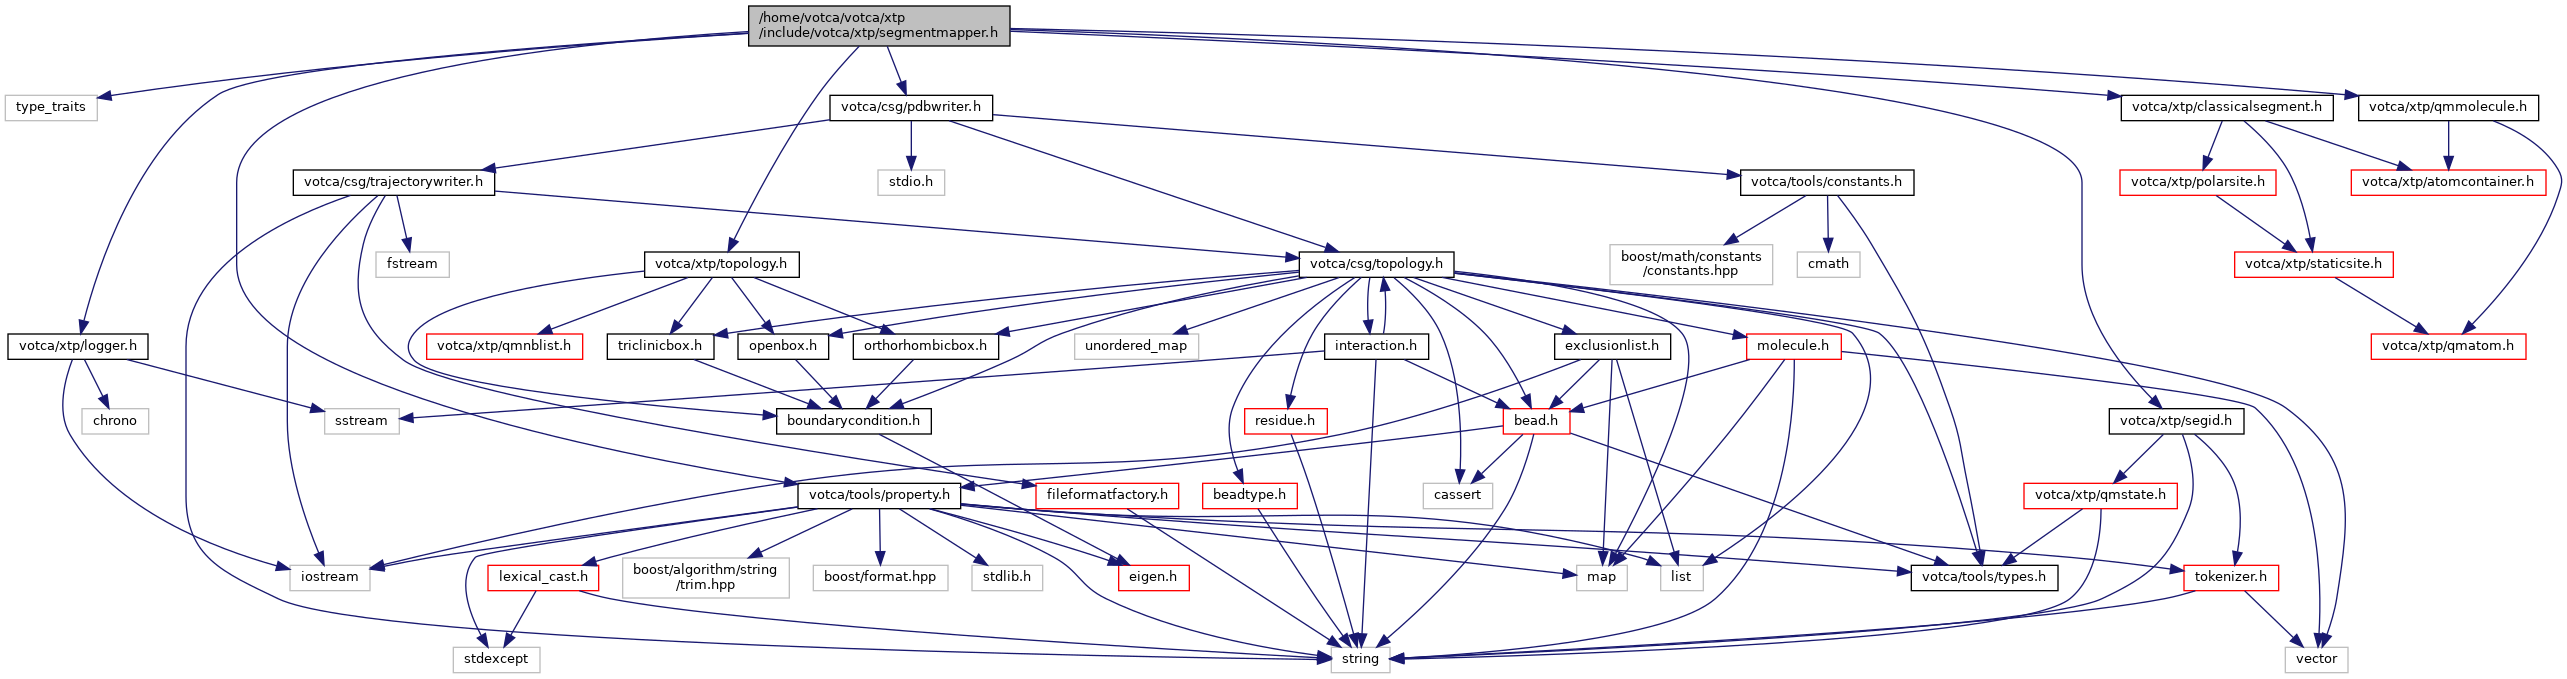 /home/votca/votca/xtp
/include/votca/xtp/segmentmapper.h
type_traits
votca/csg/pdbwriter.h
votca/xtp/classicalsegment.h
votca/xtp/qmmolecule.h
votca/csg/trajectorywriter.h
stdio.h
votca/tools/constants.h
votca/xtp/polarsite.h
votca/xtp/atomcontainer.h
fstream
votca/xtp/topology.h
votca/csg/topology.h
boost/math/constants
/constants.hpp
cmath
votca/xtp/staticsite.h
votca/xtp/logger.h
votca/xtp/qmnblist.h
triclinicbox.h
openbox.h
orthorhombicbox.h
unordered_map
interaction.h
exclusionlist.h
molecule.h
votca/xtp/qmatom.h
chrono
sstream
boundarycondition.h
residue.h
bead.h
votca/xtp/segid.h
votca/tools/property.h
fileformatfactory.h
beadtype.h
cassert
votca/xtp/qmstate.h
iostream
lexical_cast.h
boost/algorithm/string
/trim.hpp
boost/format.hpp
stdlib.h
eigen.h
map
list
votca/tools/types.h
tokenizer.h
stdexcept
string
vector